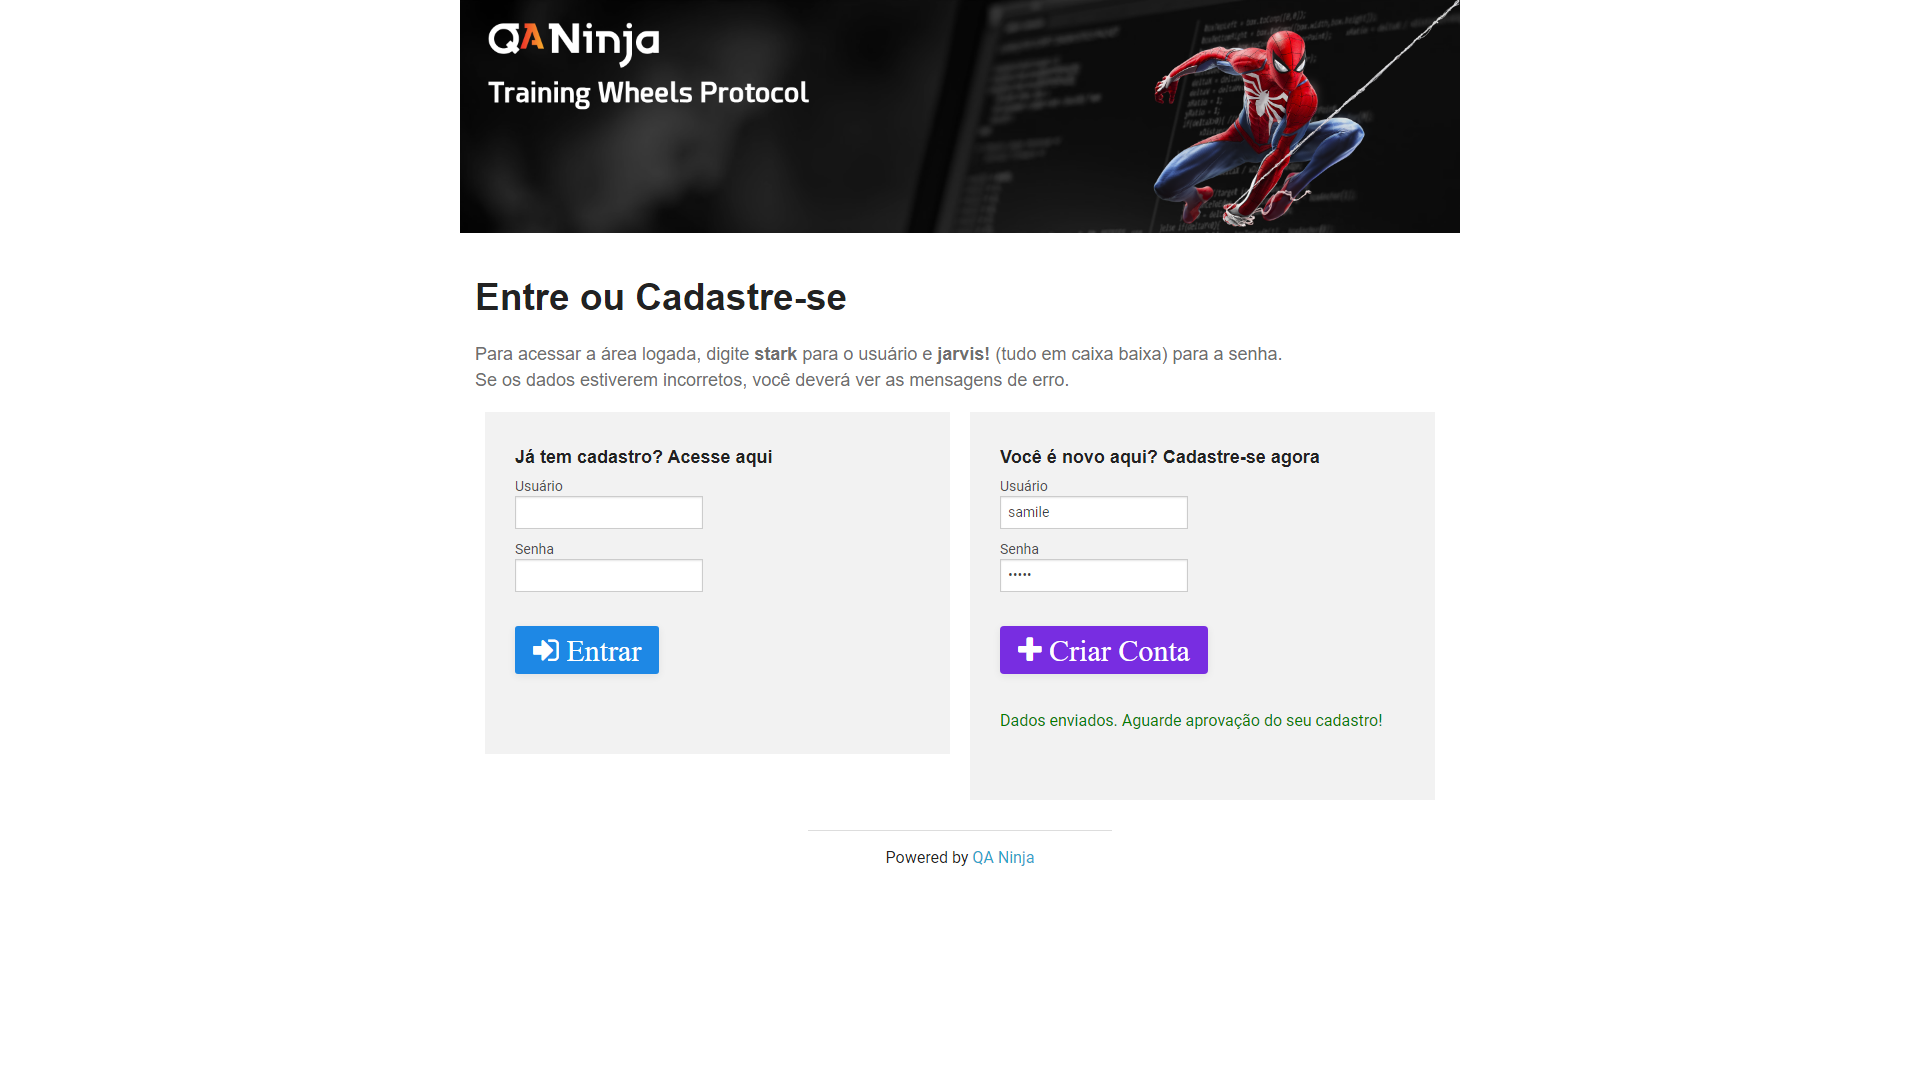 QANinja
Training Wheels Protocol
Entre ou Cadastre-se
Para acessar a área logada, digite stark para o usuário e jarvis! (tudo em caixa baixa) para a senha.
Se os dados estiverem incorretos, você deverá ver as mensagens de erro.
Já tem cadastro? Acesse aqui
Usuário
Senha
Entrar
Você é novo aqui? Cadastre-se agora
Usuário
samile
Senha
•••••
Criar Conta
Dados enviados. Aguarde aprovação do seu cadastro!
Powered by QA Ninja